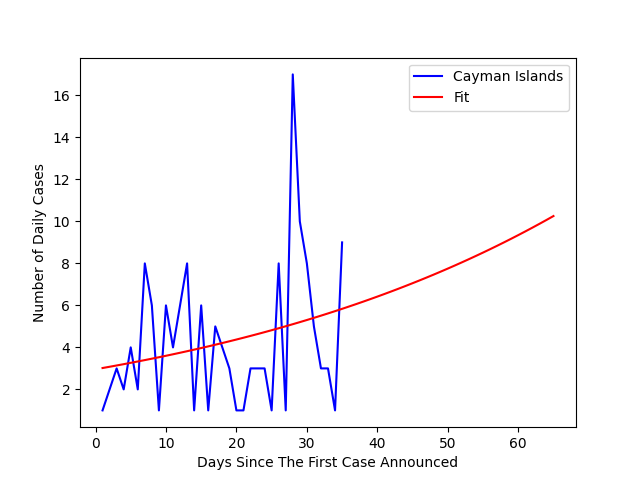 Cayman Islands
Fit
16
14
12
10
8
6
4
2
Number of Daily Cases
0 10 20 30 40 50 60
Days Since The First Case Announced